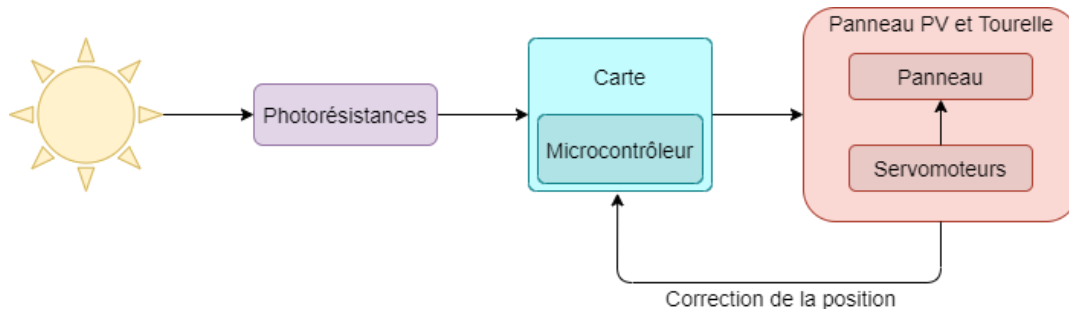 Photorésistances
Carte
Microcontrôleur
Panneau PV et Tourelle
Panneau
Servomoteurs
Correction de la position